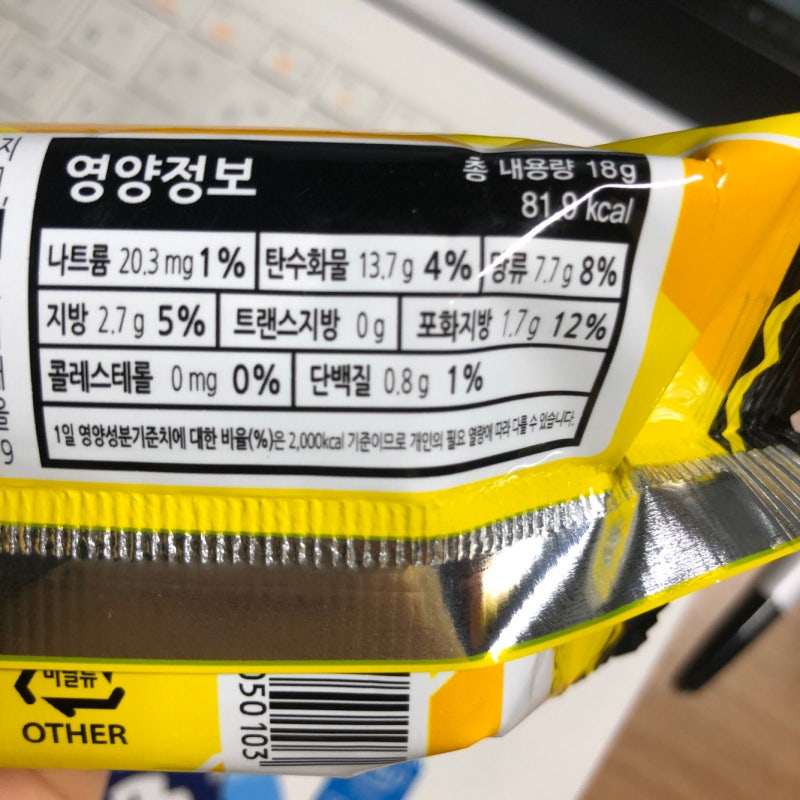 영양정보
총 내용량 18g
81.9 kcal
나트륨 20.3 mg 1% 탄수화물 13.7 g 4% 당류 7.7 g 8%
지방 2.7 g 5% 트랜스지방 0 g 포화지방 1.7 g 12%
콜레스테롤 0 mg 0% 단백질 0.8 g 1%
1일 영양성분기준치에 대한 비율(%)은 2,000kcal 기준이므로 개인의 필요 열량에 따라 다를 수 있습니다.
비닐류
OTHER
50 103